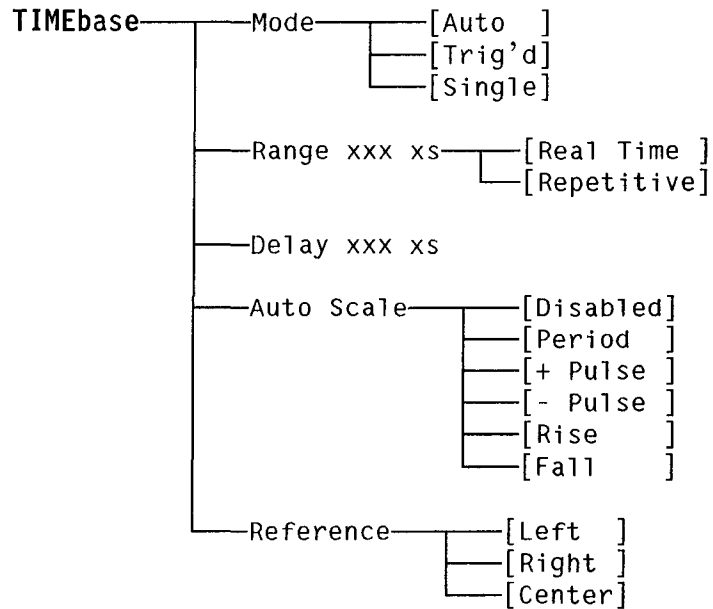 TIMEbase Mode [Auto ]
[Trig'd]
[Single]
Range xxx xs [Real Time ]
[Repetitive]
Delay xxx xs
Auto Scale [Disabled]
[Period ]
[+ Pulse ]
[- Pulse ]
[Rise ]
[Fall ]
Reference [Left ]
[Right ]
[Center]